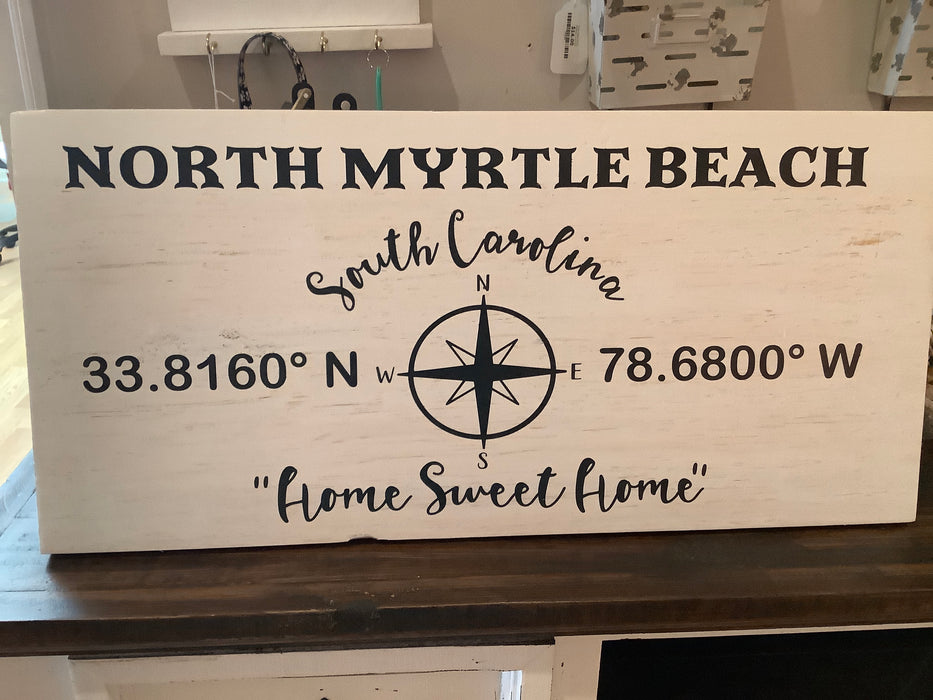 NORTH MYRTLE BEACH
South Carolina
N
33.8160° N W E 78.6800° W
S
"Home Sweet Home"